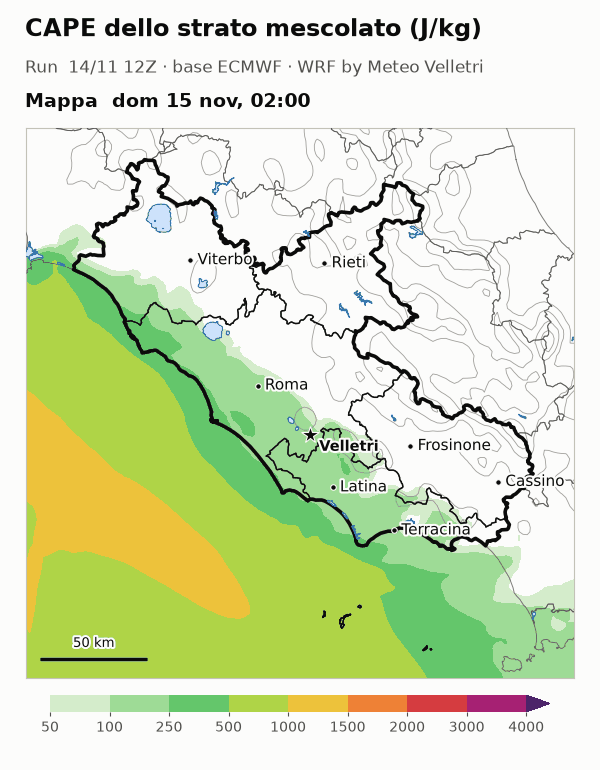 CAPE dello strato mescolato (J/kg)
Run  14/11 12Z · base ECMWF · WRF by Meteo Velletri
Mappa  dom 15 nov, 02:00
Viterbo
Rieti
Roma
Velletri
Frosinone
Cassino
Latina
Terracina
50 km
50 100 250 500 1000 1500 2000 3000 4000